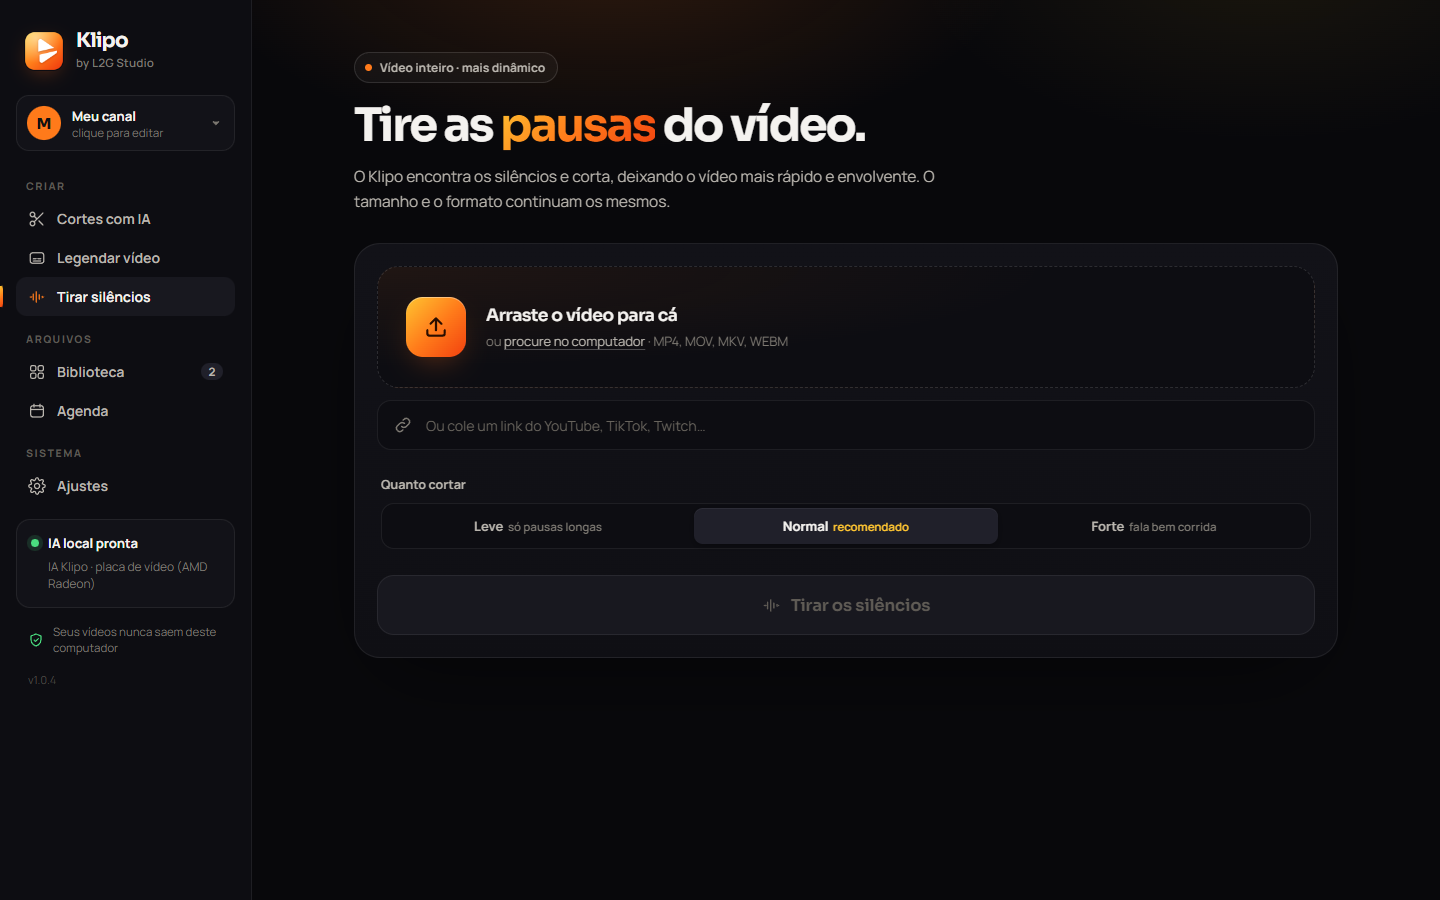 Klipo
by L2G Studio
M
Meu canal
clique para editar
CRIAR
Cortes com IA
Legendar vídeo
Tirar silêncios
ARQUIVOS
Biblioteca
2
Agenda
SISTEMA
Ajustes
IA local pronta
IA Klipo · placa de vídeo (AMD
Radeon)
Seus vídeos nunca saem deste
computador
v1.0.4
Vídeo inteiro · mais dinâmico
Tire as pausas do vídeo.
O Klipo encontra os silêncios e corta, deixando o vídeo mais rápido e envolvente. O
tamanho e o formato continuam os mesmos.
Arraste o vídeo para cá
ou procure no computador · MP4, MOV, MKV, WEBM
Ou cole um link do YouTube, TikTok, Twitch...
Quanto cortar
Leve só pausas longas
Normal recomendado
Forte fala bem corrida
Tirar os silêncios